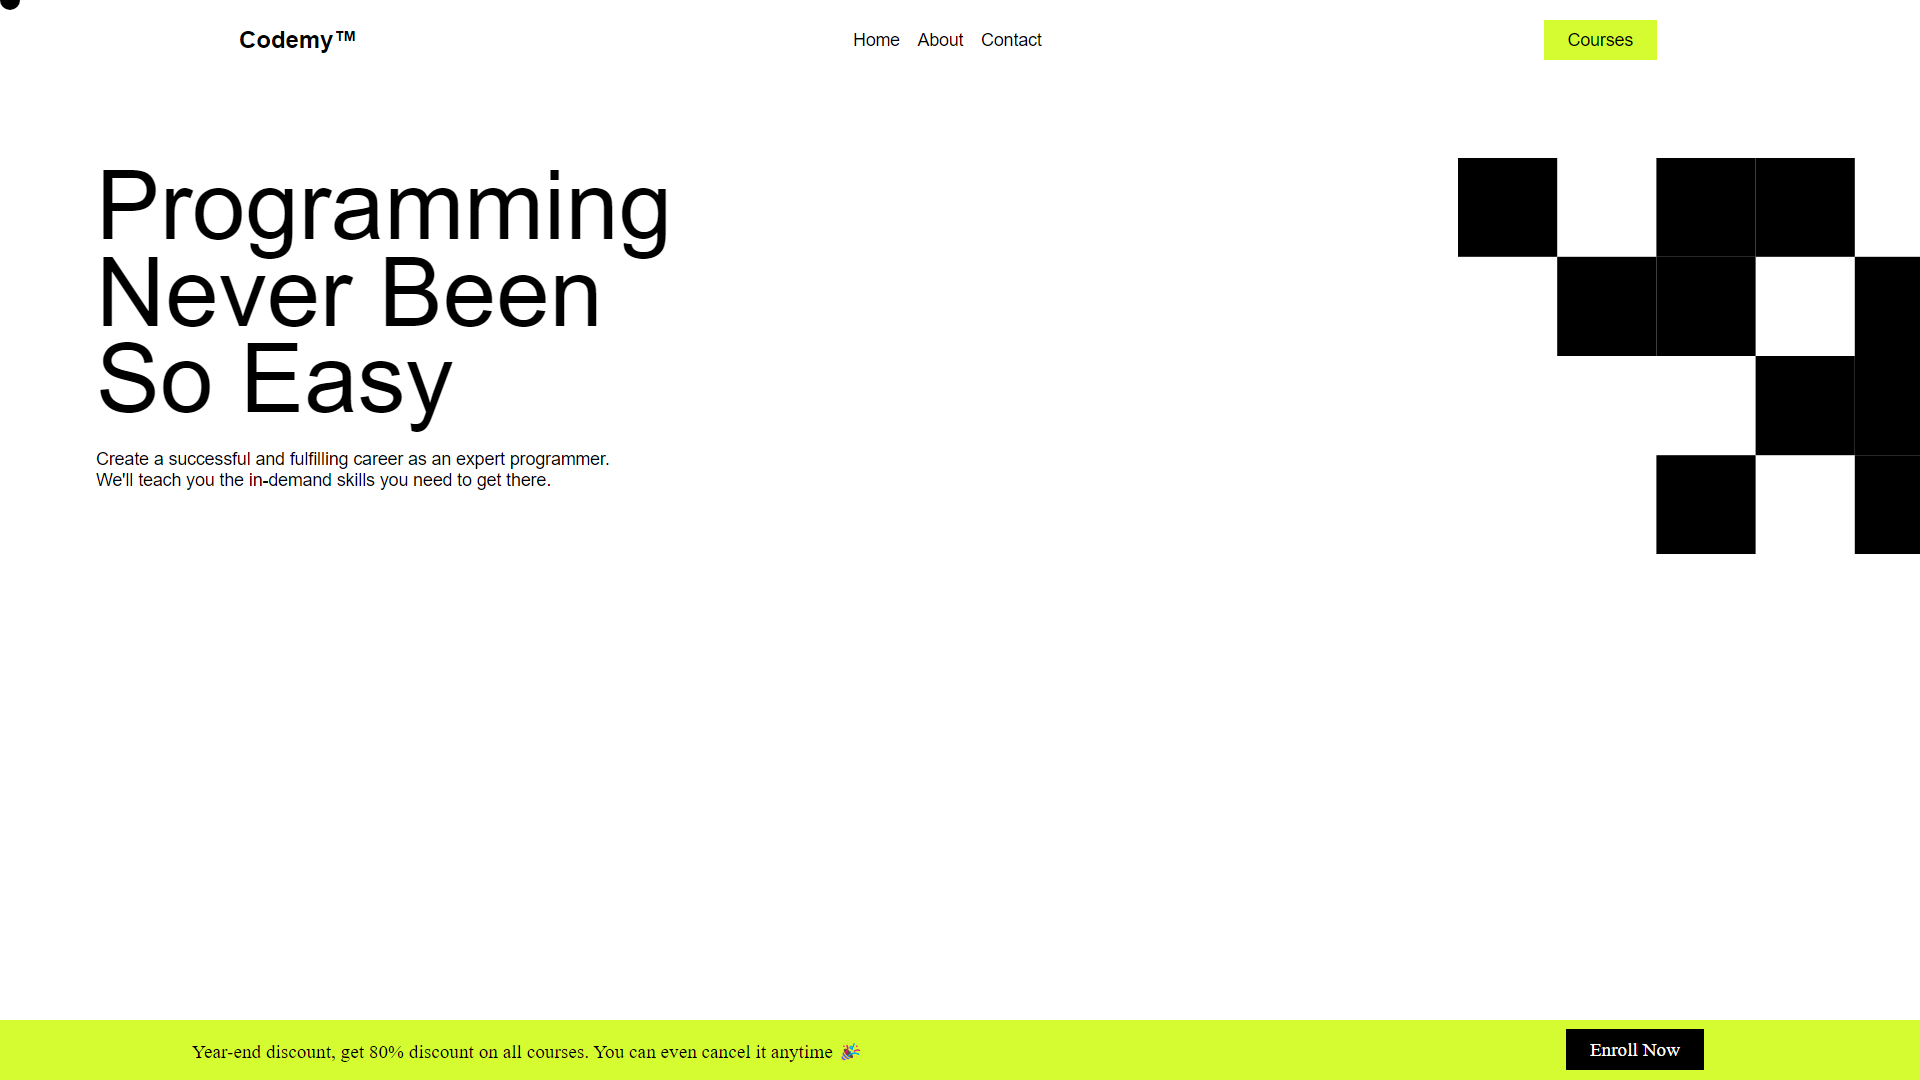 Codemy™
Home About Contact
Courses
Programming
Never Been
So Easy
Create a successful and fulfilling career as an expert programmer.
We'll teach you the in-demand skills you need to get there.
Year-end discount, get 80% discount on all courses. You can even cancel it anytime 🎉
Enroll Now